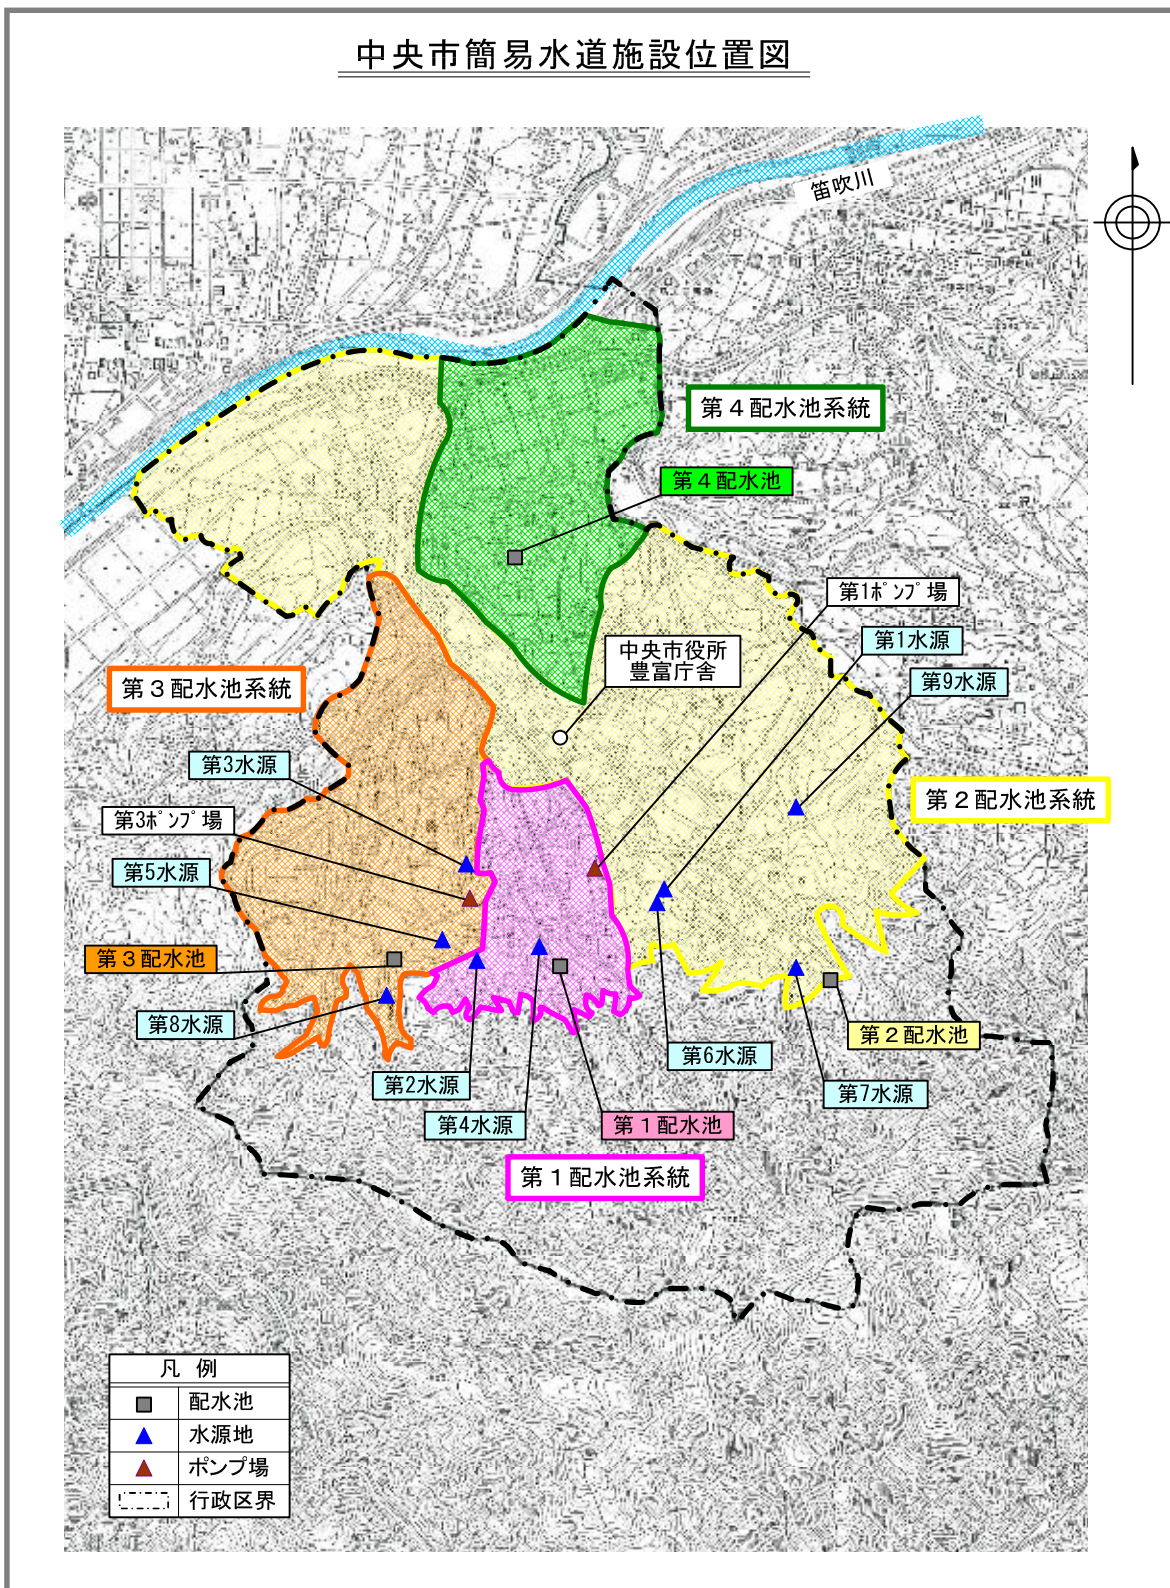 中央市簡易水道施設位置図
笛吹川
第４配水池系統
第４配水池
第1ﾎﾟﾝﾌﾟ場
中央市役所
豊富庁舎
第1水源
第9水源
第３配水池系統
第3水源
第２配水池系統
第3ﾎﾟﾝﾌﾟ場
第5水源
第３配水池
第8水源
第２配水池
第6水源
第2水源
第7水源
第4水源
第１配水池
第１配水池系統
凡 例
配水池
水源地
ポンプ場
行政区界